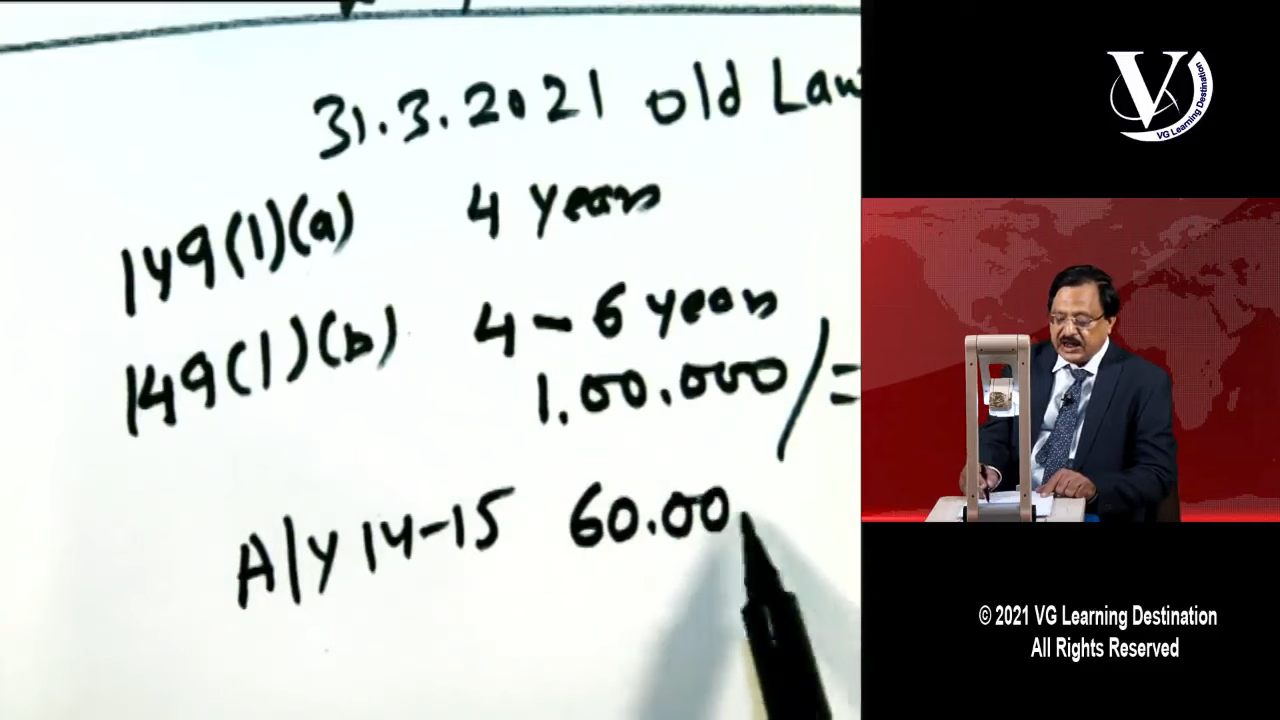 31.3.2021 old Law
149(1)(a) 4 years
149(1)(b) 4-6 years
1.00.000/=
A/y 14-15 60.00
V
VG Learning Destination
© 2021 VG Learning Destination
All Rights Reserved